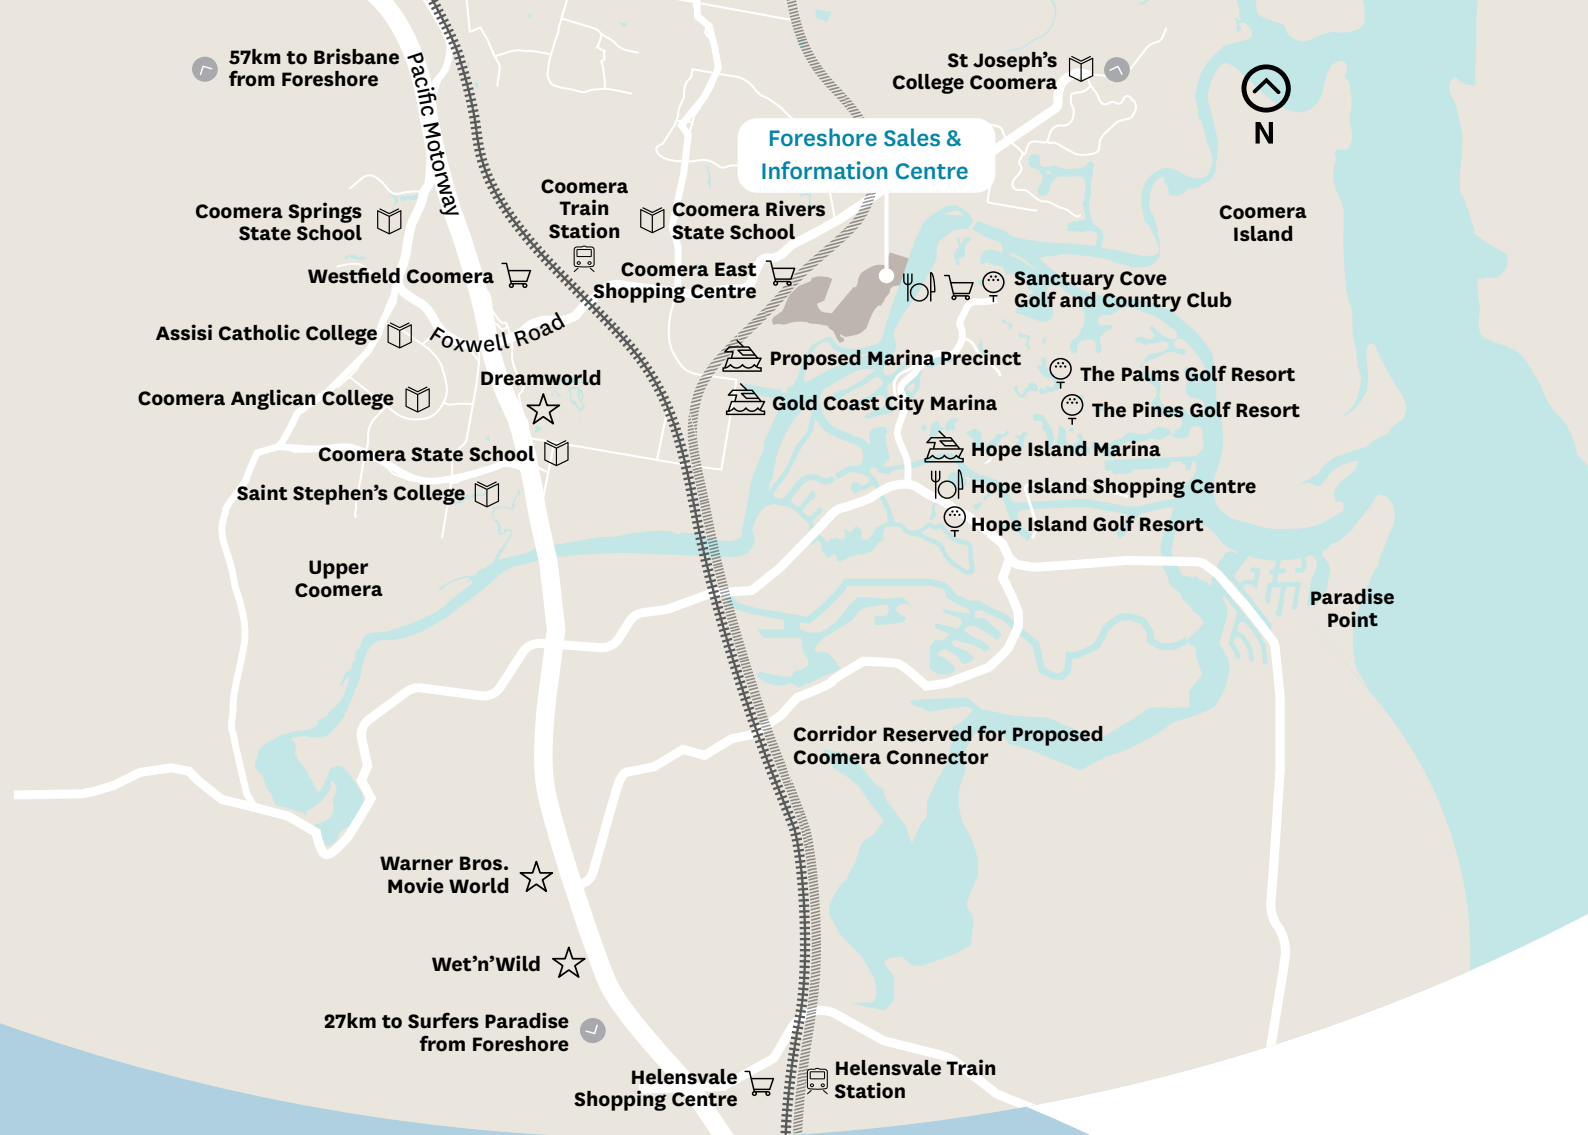 57km to Brisbane
from Foreshore
Pacific Motorway
St Joseph's
College Coomera
N
Foreshore Sales &
Information Centre
Coomera
Train
Station
Coomera Springs
State School
Coomera Rivers
State School
Coomera
Island
Westfield Coomera
Coomera East
Shopping Centre
Sanctuary Cove
Golf and Country Club
Assisi Catholic College
Foxwell Road
Proposed Marina Precinct
The Palms Golf Resort
Dreamworld
Coomera Anglican College
Gold Coast City Marina
The Pines Golf Resort
Coomera State School
Hope Island Marina
Saint Stephen's College
Hope Island Shopping Centre
Hope Island Golf Resort
Upper
Coomera
Paradise
Point
Corridor Reserved for Proposed
Coomera Connector
Warner Bros.
Movie World
Wet'n'Wild
27km to Surfers Paradise
from Foreshore
Helensvale
Shopping Centre
Helensvale Train
Station